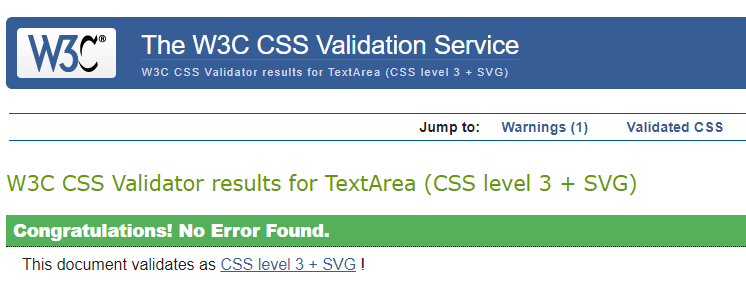 W3C®
The W3C CSS Validation Service
W3C CSS Validator results for TextArea (CSS level 3 + SVG)
Jump to: Warnings (1) Validated CSS
W3C CSS Validator results for TextArea (CSS level 3 + SVG)
Congratulations! No Error Found.
This document validates as CSS level 3 + SVG !